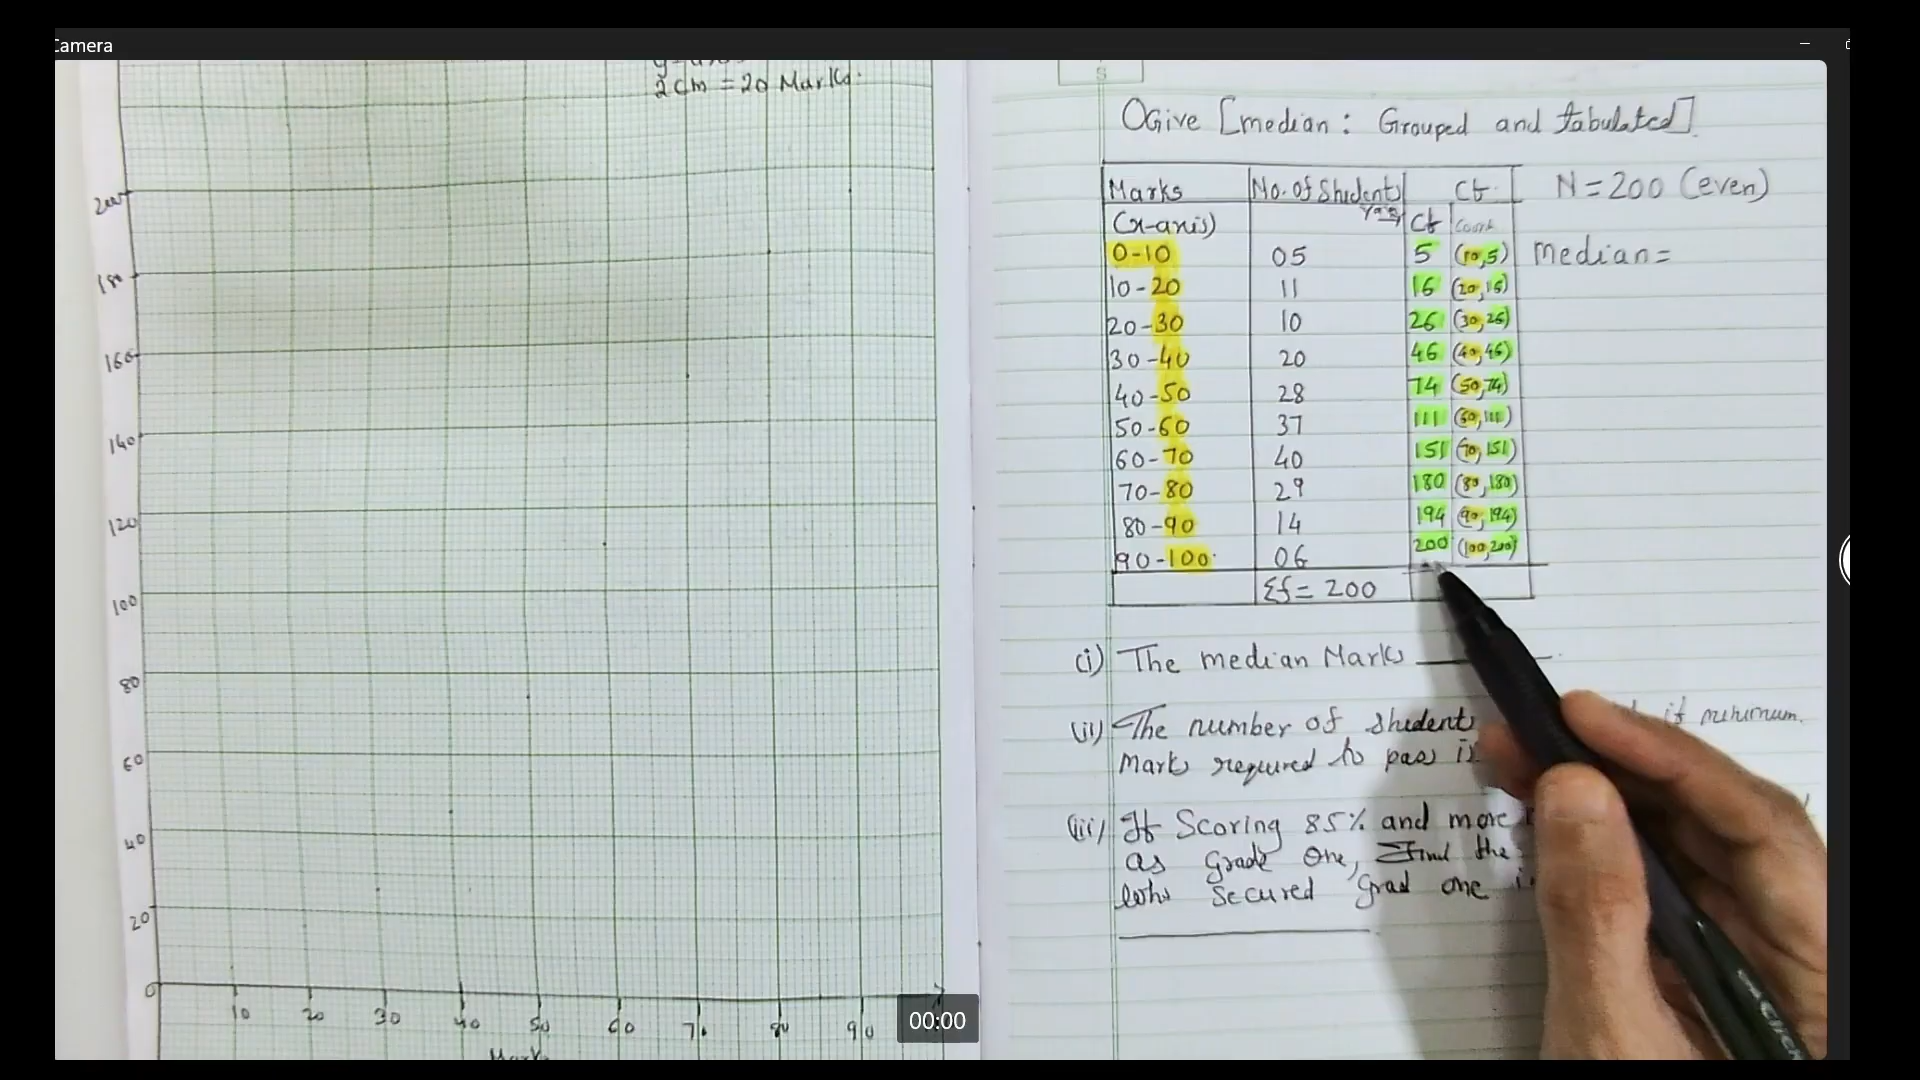 Camera
2 cm = 20 Marks.
200
180
160
140
120
100
80
60
40
20
0
10 20 30 40 50 60 70 80 90
00:00
OGive [median : Grouped and tabulated]
Marks No. of Students Cf N = 200 (even)
(x-axis) Cf
0-10 05 5 (10,5) Median =
10-20 11 16 (20,16)
20-30 10 26 (30,26)
30-40 20 46 (40,46)
40-50 28 74 (50,74)
50-60 37 111 (60,111)
60-70 40 151 (70,151)
70-80 29 180 (80,180)
80-90 14 194 (90,194)
90-100 06 200 (100,200)
Σf = 200
(i) The median Marks
(ii) The number of students if
Marks required to pass is
(iii) If Scoring 85% and more
as grade one, Find the
who secured grad one